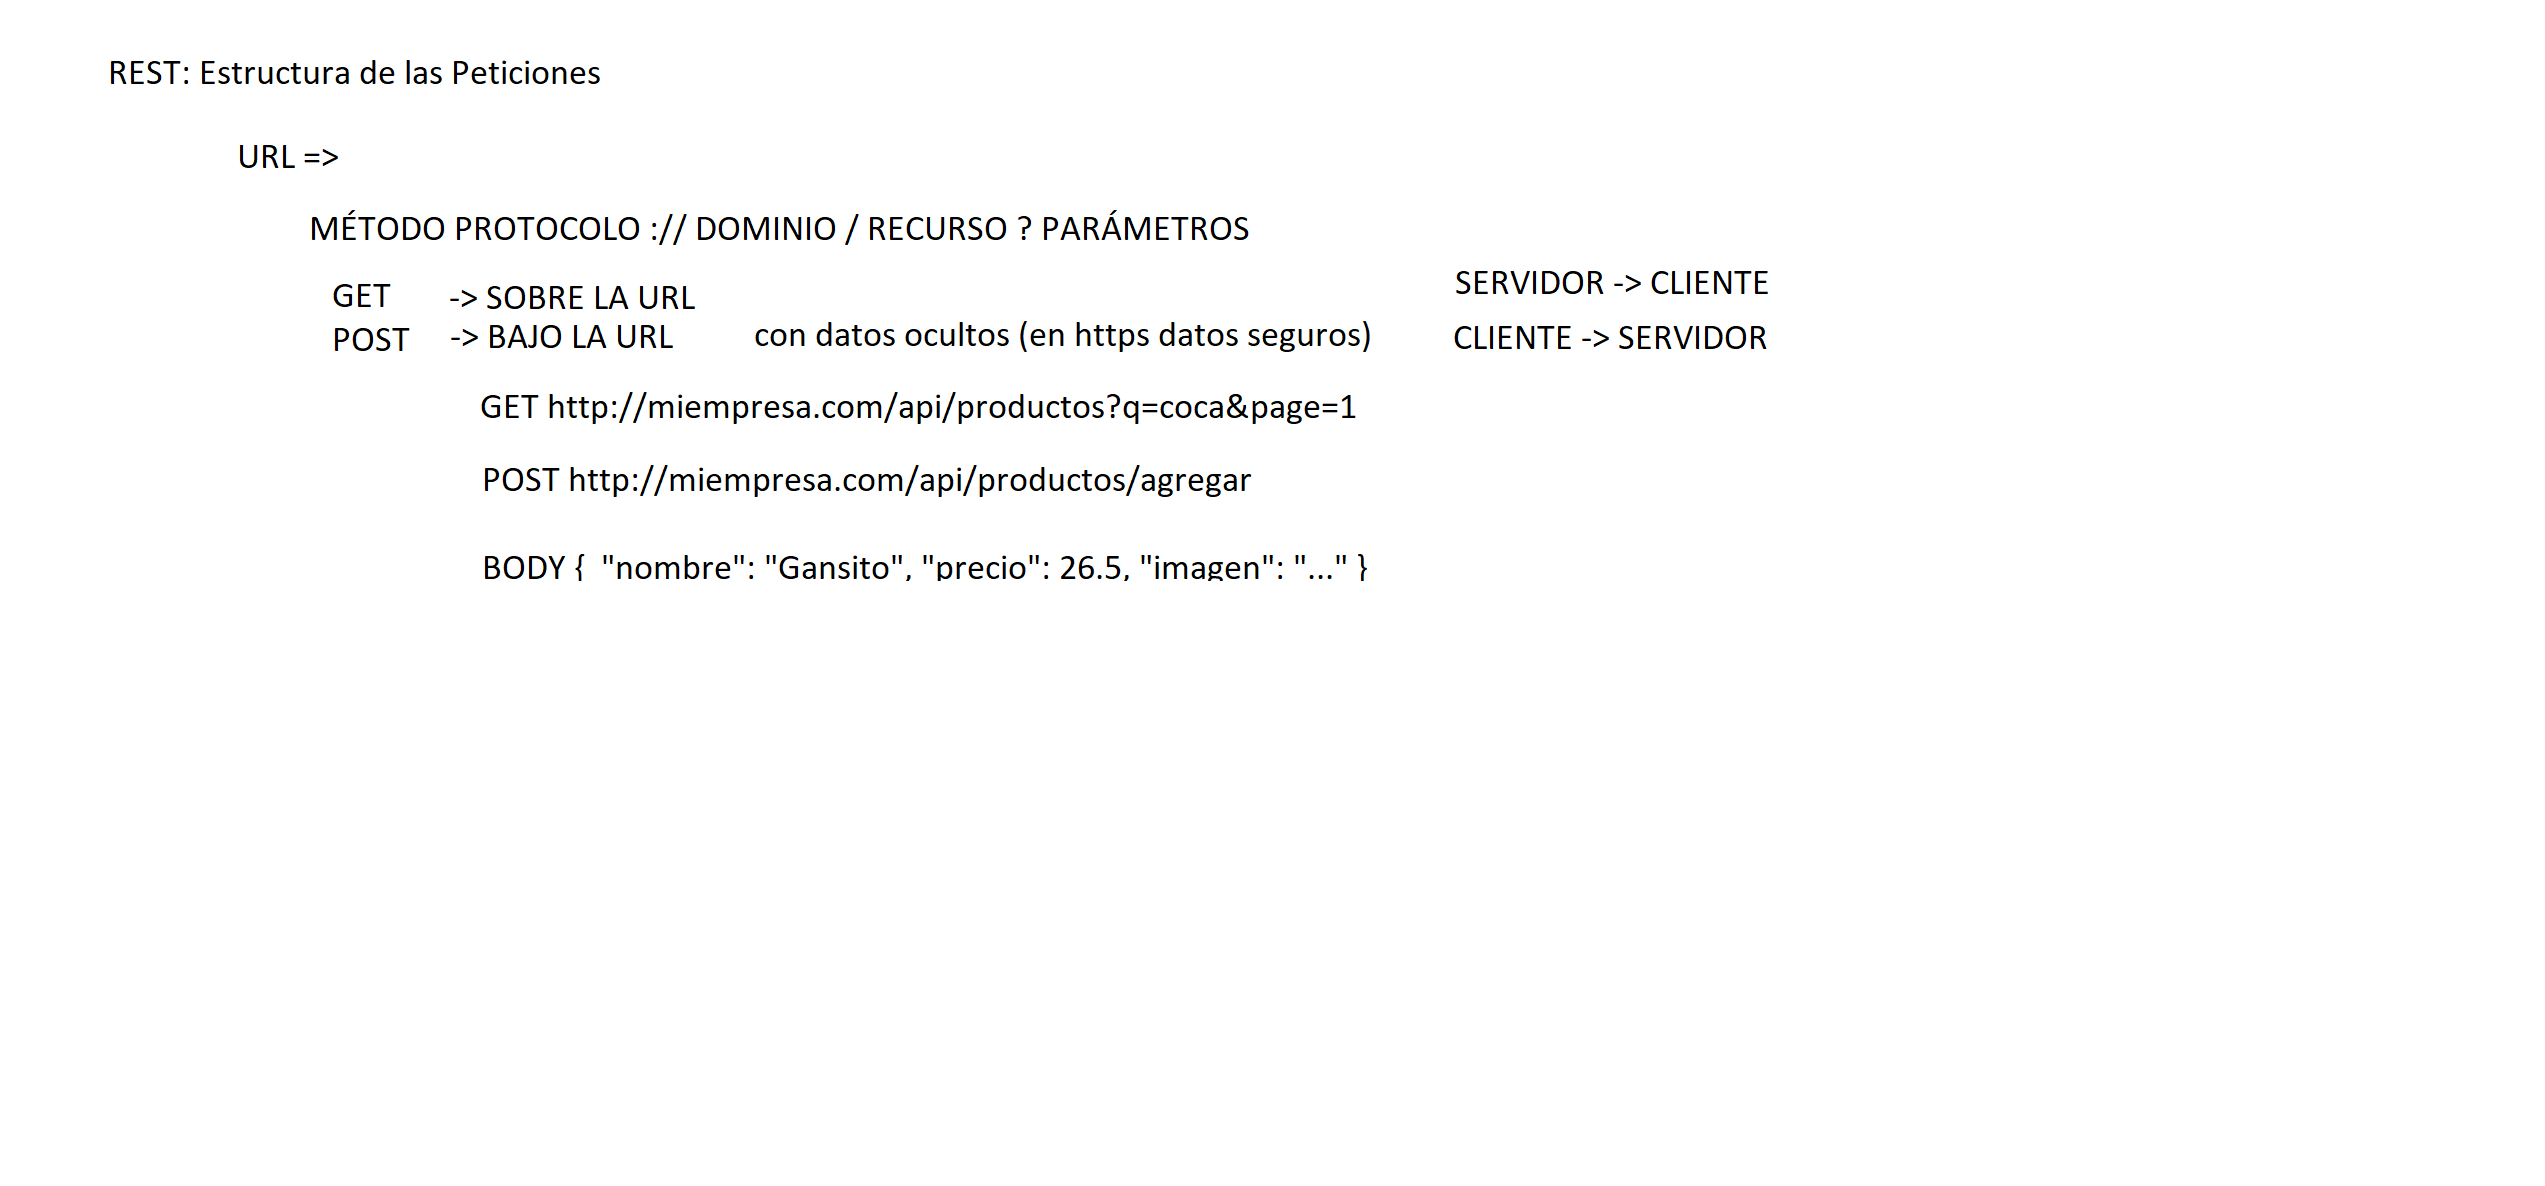 REST: Estructura de las Peticiones
URL =>
MÉTODO PROTOCOLO :// DOMINIO / RECURSO ? PARÁMETROS
GET -> SOBRE LA URL SERVIDOR -> CLIENTE
POST -> BAJO LA URL con datos ocultos (en https datos seguros) CLIENTE -> SERVIDOR
GET http://miempresa.com/api/productos?q=coca&page=1
POST http://miempresa.com/api/productos/agregar
BODY { "nombre": "Gansito", "precio": 26.5, "imagen": "..." }